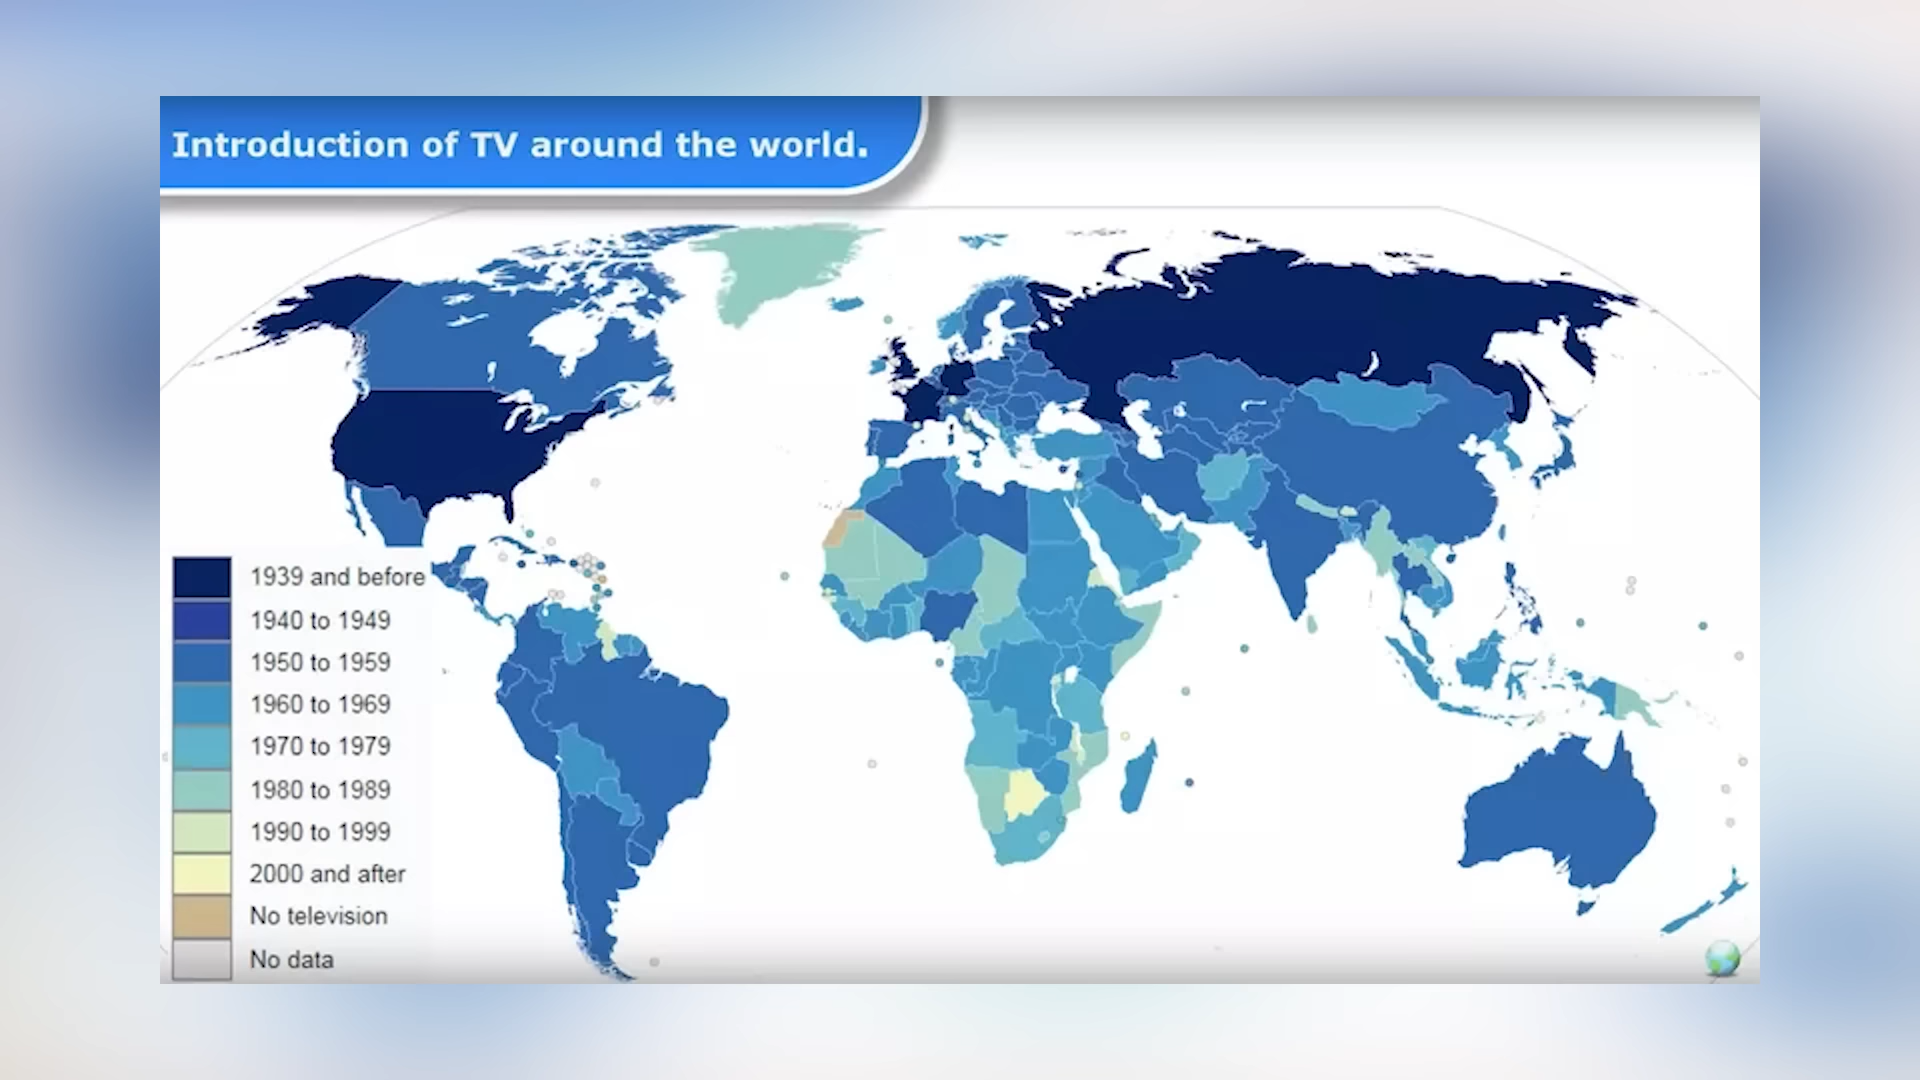 Introduction of TV around the world.
1939 and before
1940 to 1949
1950 to 1959
1960 to 1969
1970 to 1979
1980 to 1989
1990 to 1999
2000 and after
No television
No data